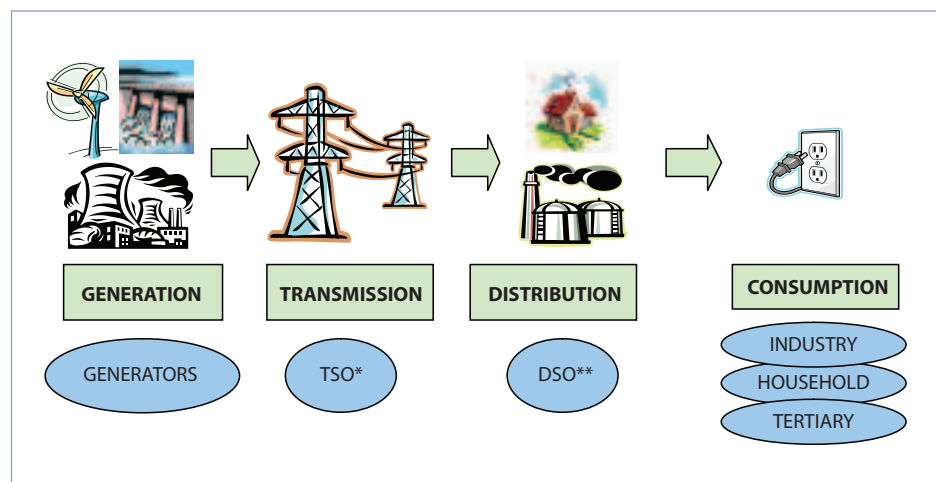 GENERATION
TRANSMISSION
DISTRIBUTION
CONSUMPTION
GENERATORS
TSO*
DSO**
INDUSTRY
HOUSEHOLD
TERTIARY